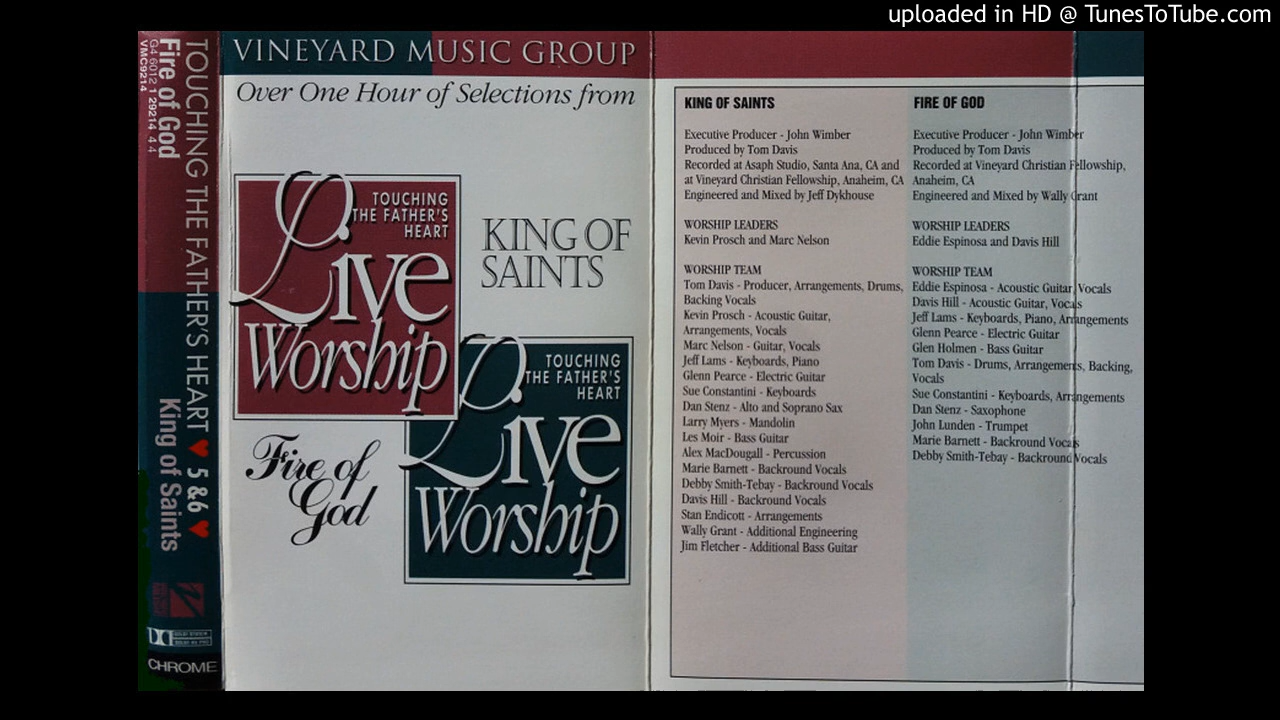 uploaded in HD @ TunesToTube.com
TOUCHING THE FATHER'S HEART ♥ 5 &6 ♥
Fire of God
King of Saints
G4 6012 1 29214 4 4
VMC9214
CHROME
VINEYARD MUSIC GROUP
Over One Hour of Selections from
TOUCHING
THE FATHER'S
HEART
Live
Worship
KING OF
SAINTS
TOUCHING
THE FATHER'S
HEART
Live
Worship
Fire of
God
KING OF SAINTS
Executive Producer - John Wimber
Produced by Tom Davis
Recorded at Asaph Studio, Santa Ana, CA and
at Vineyard Christian Fellowship, Anaheim, CA
Engineered and Mixed by Jeff Dykhouse
WORSHIP LEADERS
Kevin Prosch and Marc Nelson
WORSHIP TEAM
Tom Davis - Producer, Arrangements, Drums,
Backing Vocals
Kevin Prosch - Acoustic Guitar,
Arrangements, Vocals
Marc Nelson - Guitar, Vocals
Jeff Lams - Keyboards, Piano
Glenn Pearce - Electric Guitar
Sue Constantini - Keyboards
Dan Stenz - Alto and Soprano Sax
Larry Myers - Mandolin
Les Moir - Bass Guitar
Alex MacDougall - Percussion
Marie Barnett - Backround Vocals
Debby Smith-Tebay - Backround Vocals
Davis Hill - Backround Vocals
Stan Endicott - Arrangements
Wally Grant - Additional Engineering
Jim Fletcher - Additional Bass Guitar
FIRE OF GOD
Executive Producer - John Wimber
Produced by Tom Davis
Recorded at Vineyard Christian Fellowship,
Anaheim, CA
Engineered and Mixed by Wally Grant
WORSHIP LEADERS
Eddie Espinosa and Davis Hill
WORSHIP TEAM
Eddie Espinosa - Acoustic Guitar, Vocals
Davis Hill - Acoustic Guitar, Vocals
Jeff Lams - Keyboards, Piano, Arrangements
Glenn Pearce - Electric Guitar
Glen Holmen - Bass Guitar
Tom Davis - Drums, Arrangements, Backing,
Vocals
Sue Constantini - Keyboards, Arrangements
Dan Stenz - Saxophone
John Lunden - Trumpet
Marie Barnett - Backround Vocals
Debby Smith-Tebay - Backround Vocals